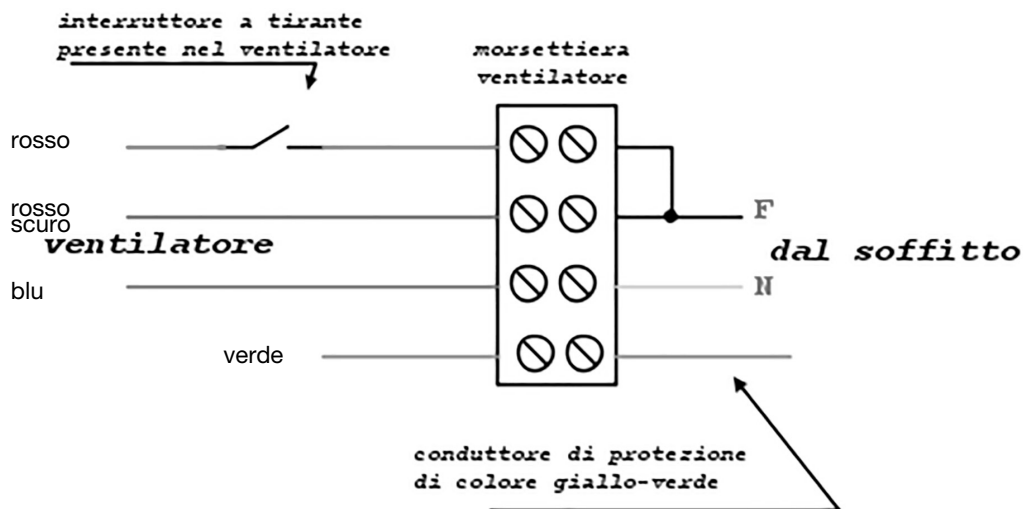 interruttore a tirante
presente nel ventilatore
morsettiera
ventilatore
rosso
rosso
scuro
F
ventilatore
dal soffitto
blu
N
verde
conduttore di protezione
di colore giallo-verde